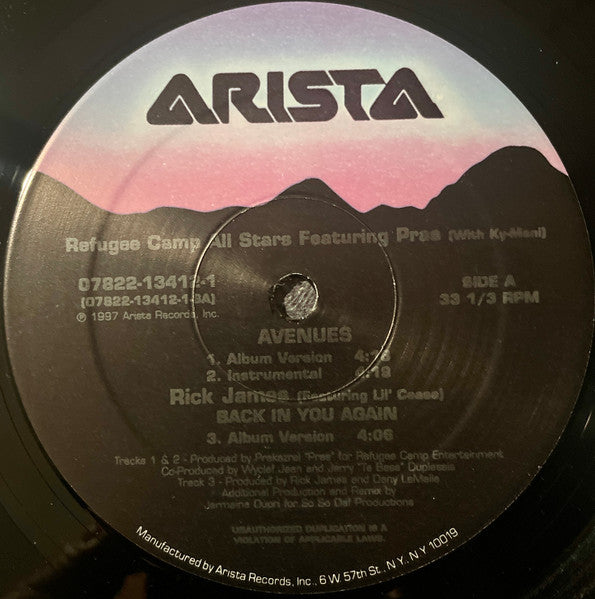 ARISTA
Refugee Camp All Stars Featuring Pras (With Ky-Mani)
07822-13412-1
(07822-13412-1-SA)
℗ 1997 Arista Records, Inc.
SIDE A
33 1/3 RPM
AVENUES
1. Album Version 4:18
2. Instrumental 4:19
Rick James (Featuring Lil' Cease)
BACK IN YOU AGAIN
3. Album Version 4:06
Tracks 1 & 2 - Produced by Prakazrel "Pras" for Refugee Camp Entertainment
Co-Produced by Wyclef Jean and Jerry "Te Bass" Duplessis
Track 3 - Produced by Rick James and Dany LeMelle
Additional Production and Remix by
Jermaine Dupri for So So Def Productions
UNAUTHORIZED DUPLICATION IS A
VIOLATION OF APPLICABLE LAWS.
Manufactured by Arista Records, Inc., 6 W 57th St., N.Y., N.Y 10019